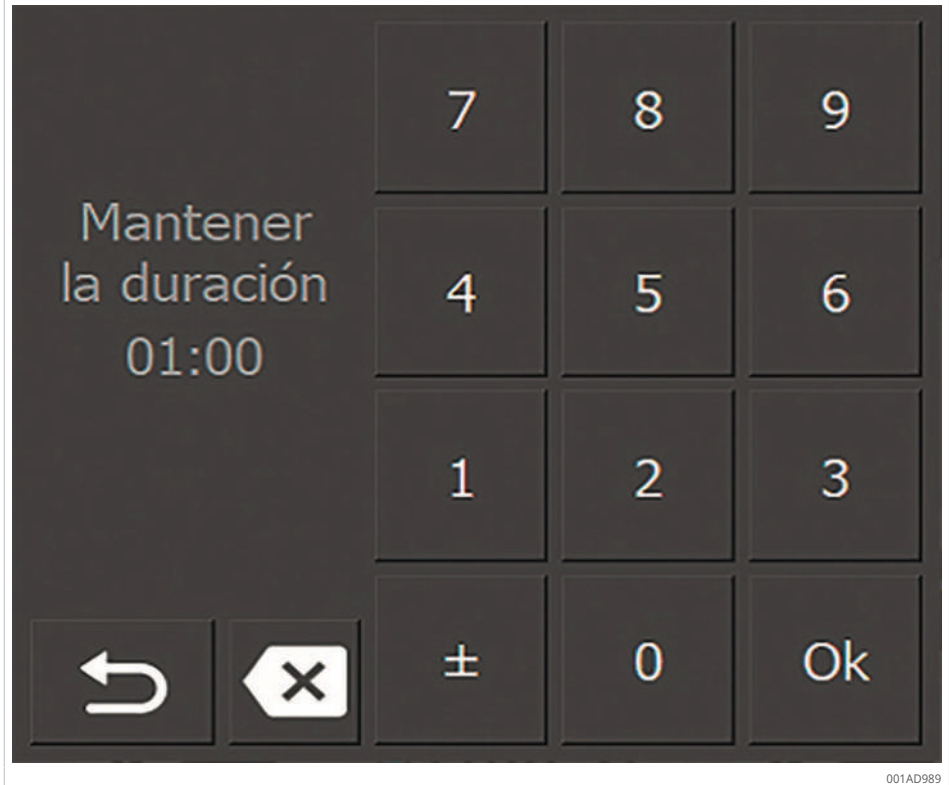 7 8 9
Mantener
la duración
01:00
4 5 6
1 2 3
± 0 Ok
001AD989